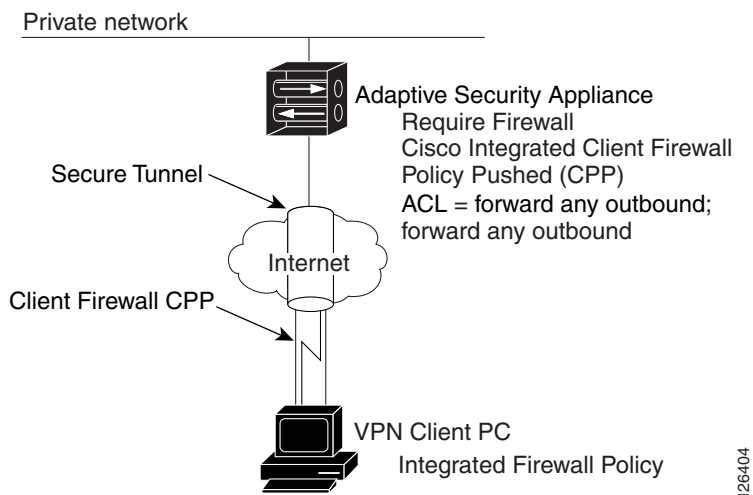 Private network
Adaptive Security Appliance
Require Firewall
Cisco Integrated Client Firewall
Policy Pushed (CPP)
ACL = forward any outbound;
forward any outbound
Secure Tunnel
Internet
Client Firewall CPP
VPN Client PC
Integrated Firewall Policy
26404